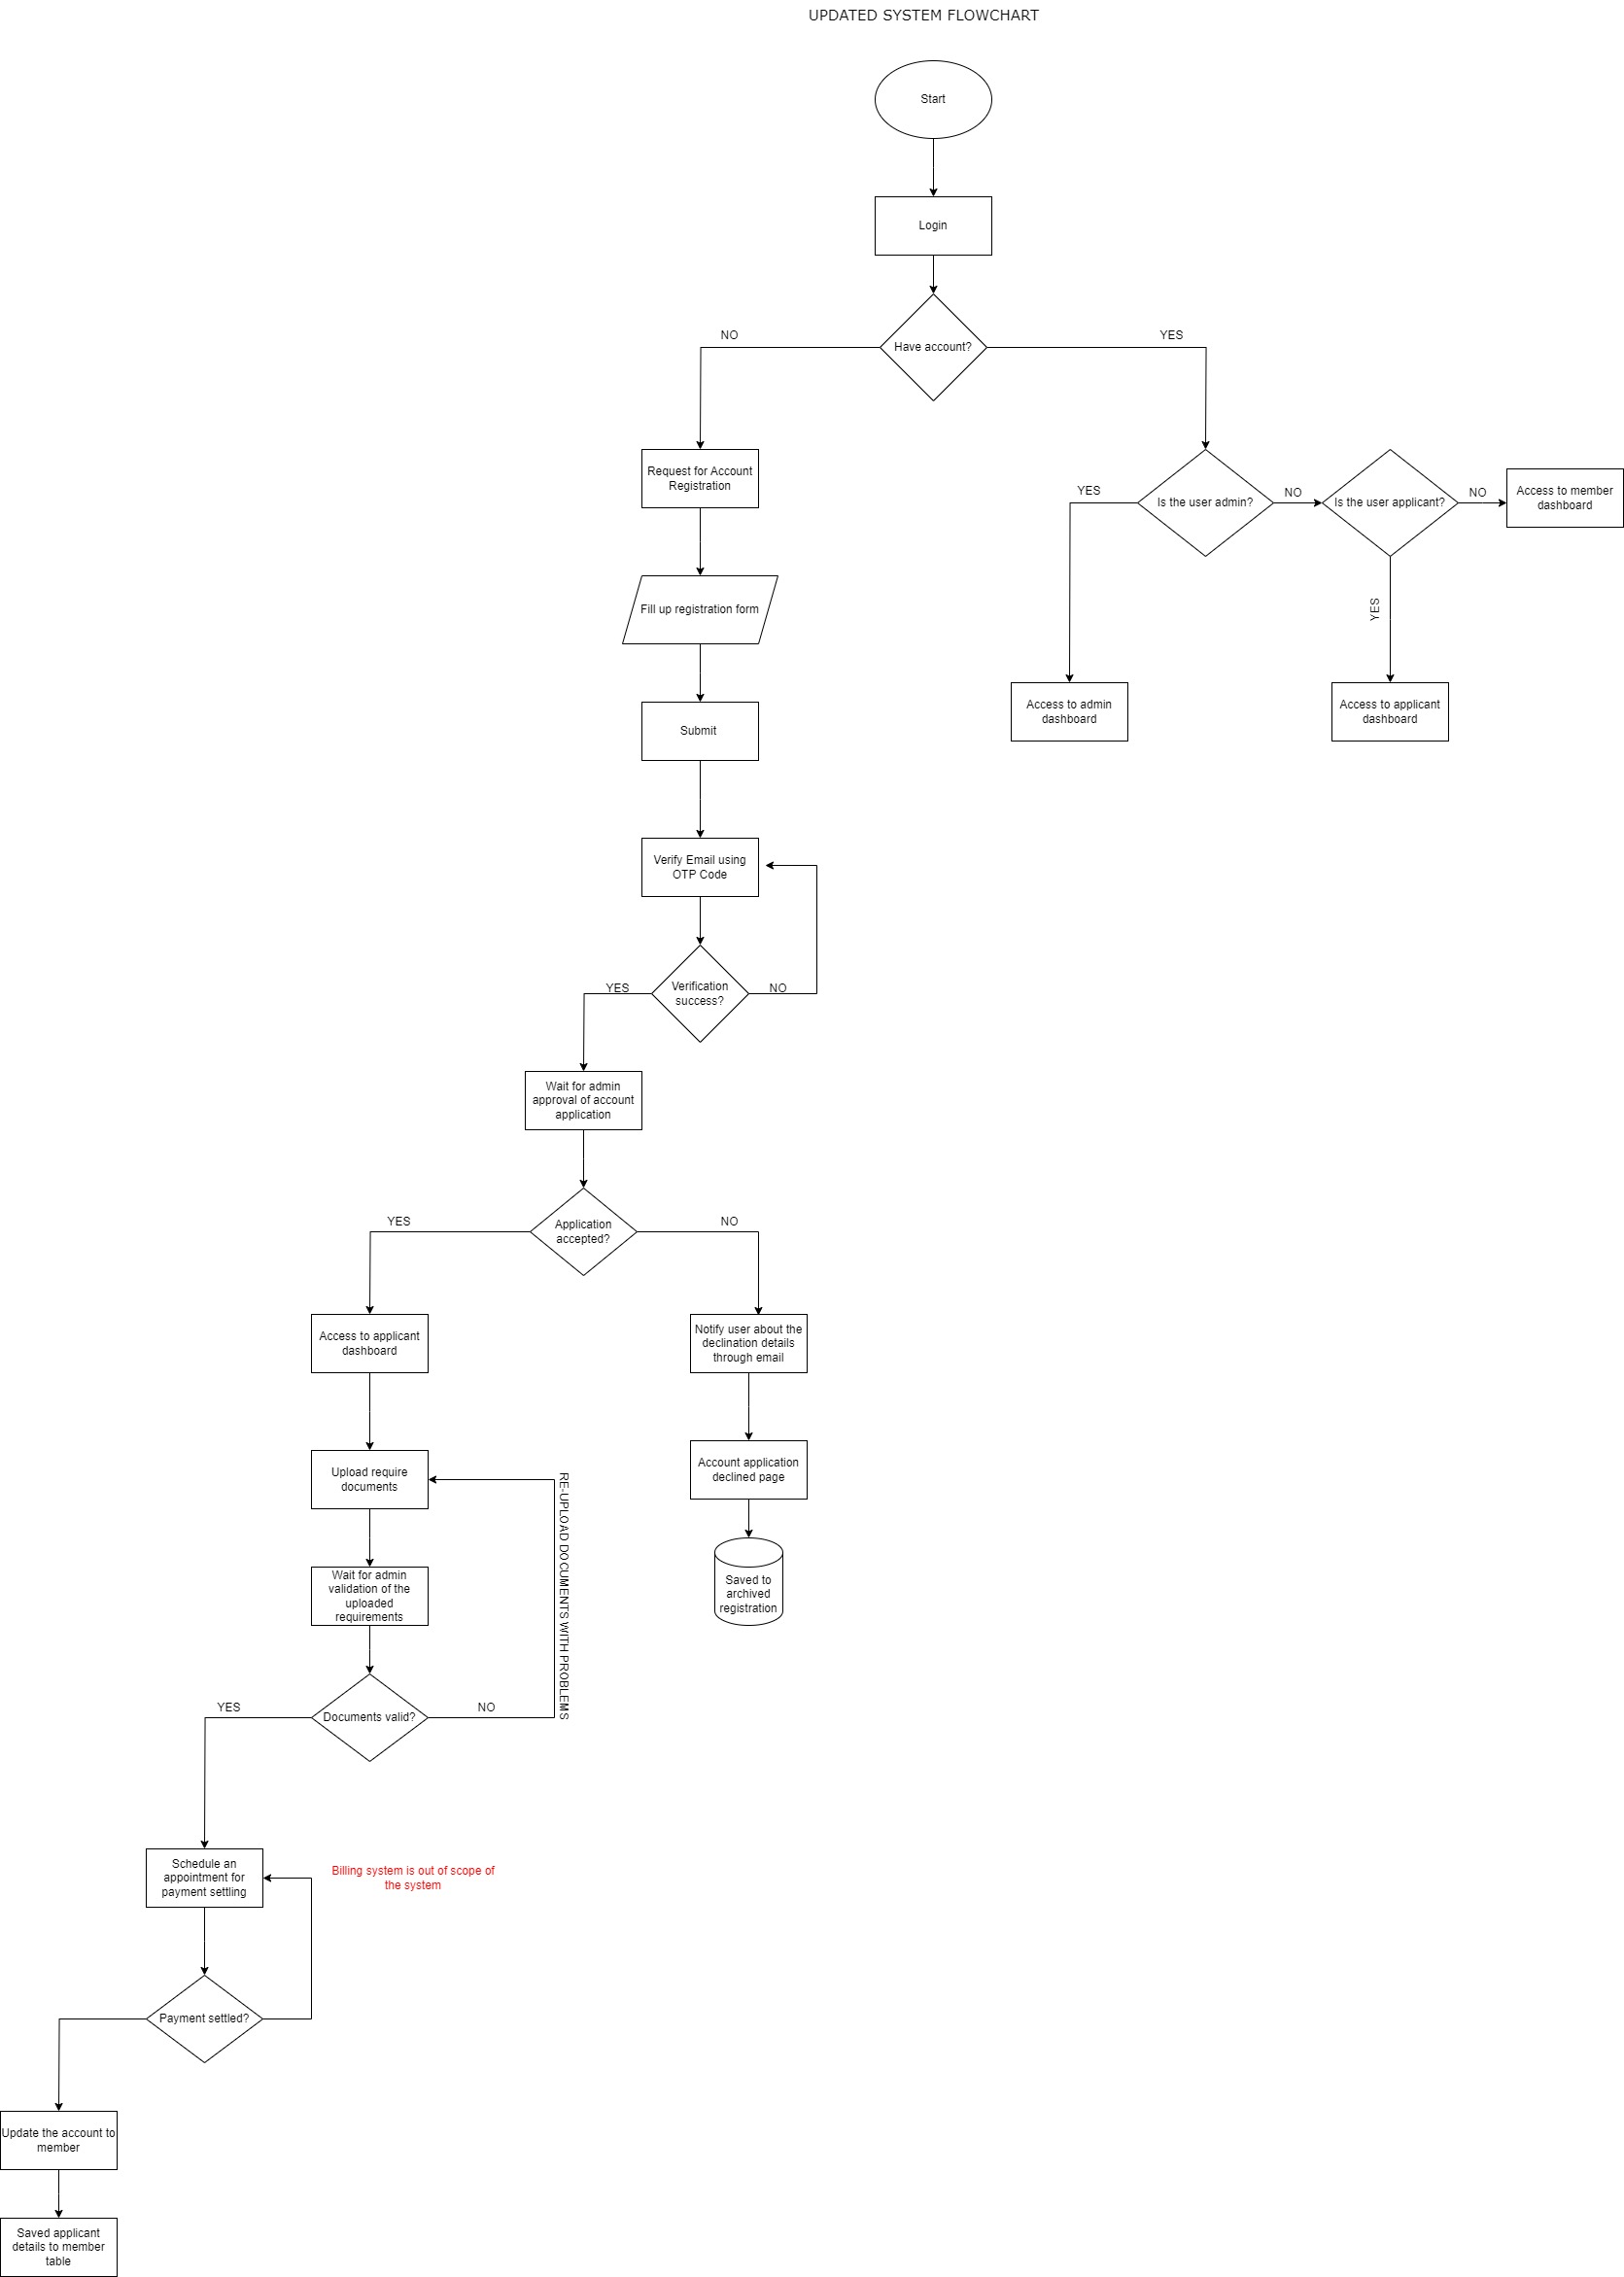 UPDATED SYSTEM FLOWCHART
Start
Login
Have account?
NO
YES
Request for Account
Registration
Is the user admin?
YES
NO
Is the user applicant?
NO
Access to member
dashboard
YES
Fill up registration form
Access to admin
dashboard
Access to applicant
dashboard
Submit
Verify Email using
OTP Code
Verification
success?
YES
NO
Wait for admin
approval of account
application
Application
accepted?
YES
NO
Access to applicant
dashboard
Notify user about the
declination details
through email
Upload require
documents
Account application
declined page
RE-UPLOAD DOCUMENTS WITH PROBLEMS
Wait for admin
validation of the
uploaded
requirements
Saved to
archived
registration
Documents valid?
YES
NO
Schedule an
appointment for
payment settling
Billing system is out of scope of
the system
Payment settled?
Update the account to
member
Saved applicant
details to member
table